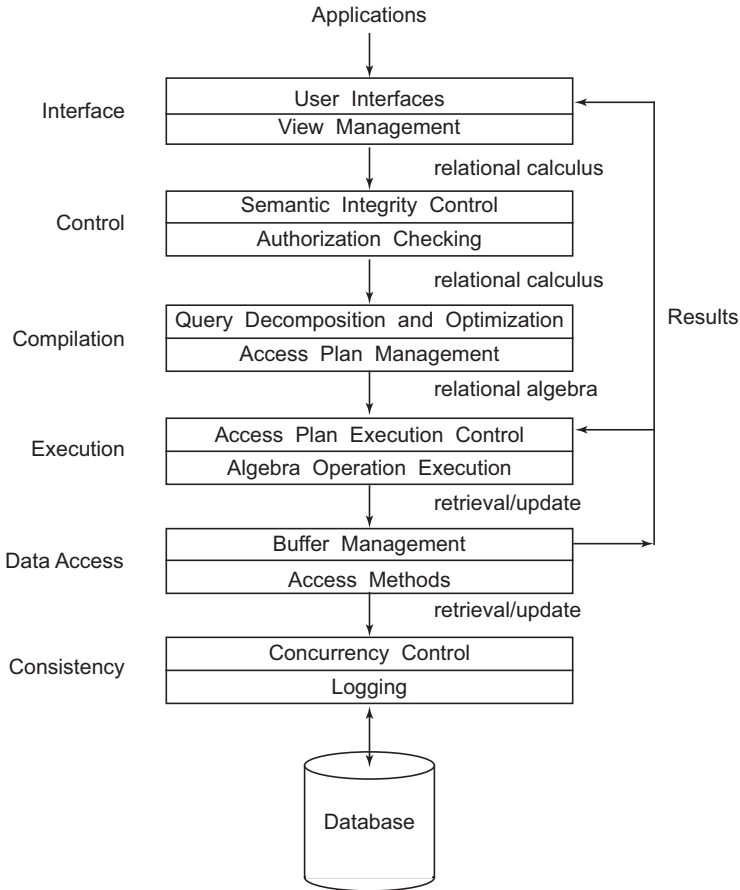 Applications
Interface
User Interfaces
View Management
relational calculus
Control
Semantic Integrity Control
Authorization Checking
relational calculus
Compilation
Query Decomposition and Optimization
Access Plan Management
Results
relational algebra
Execution
Access Plan Execution Control
Algebra Operation Execution
retrieval/update
Data Access
Buffer Management
Access Methods
retrieval/update
Consistency
Concurrency Control
Logging
Database